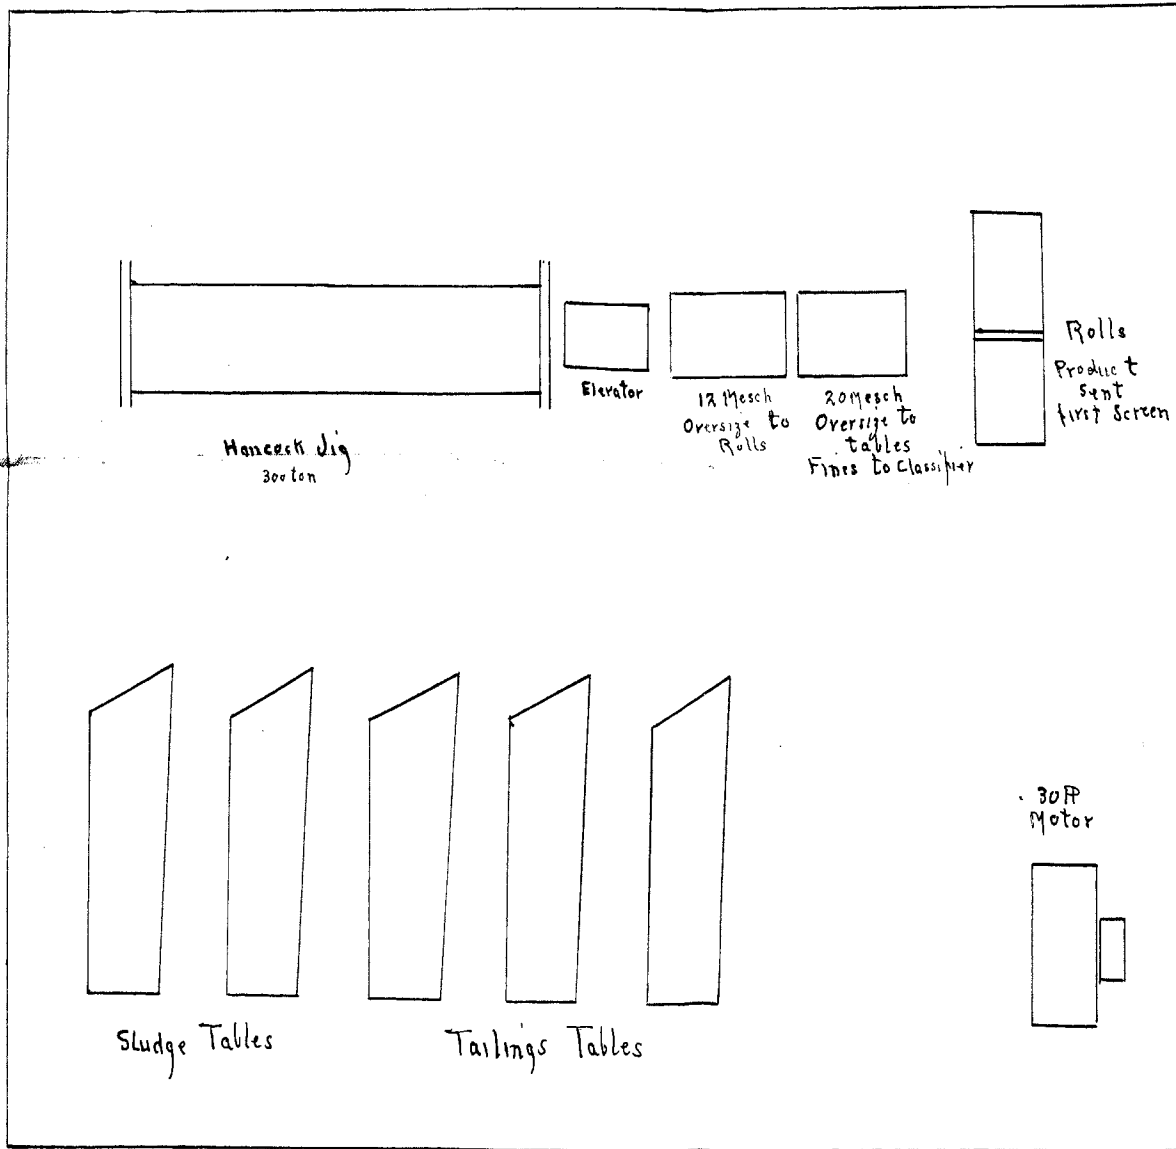 Hancock Jig
300 ton
Elevator
12 Mesch
Oversize to
Rolls
20 Mesch
Oversize to
tables
Fines to Classifier
Rolls
Product
sent
first Screen
Sludge Tables
Tailings Tables
30 HP
Motor